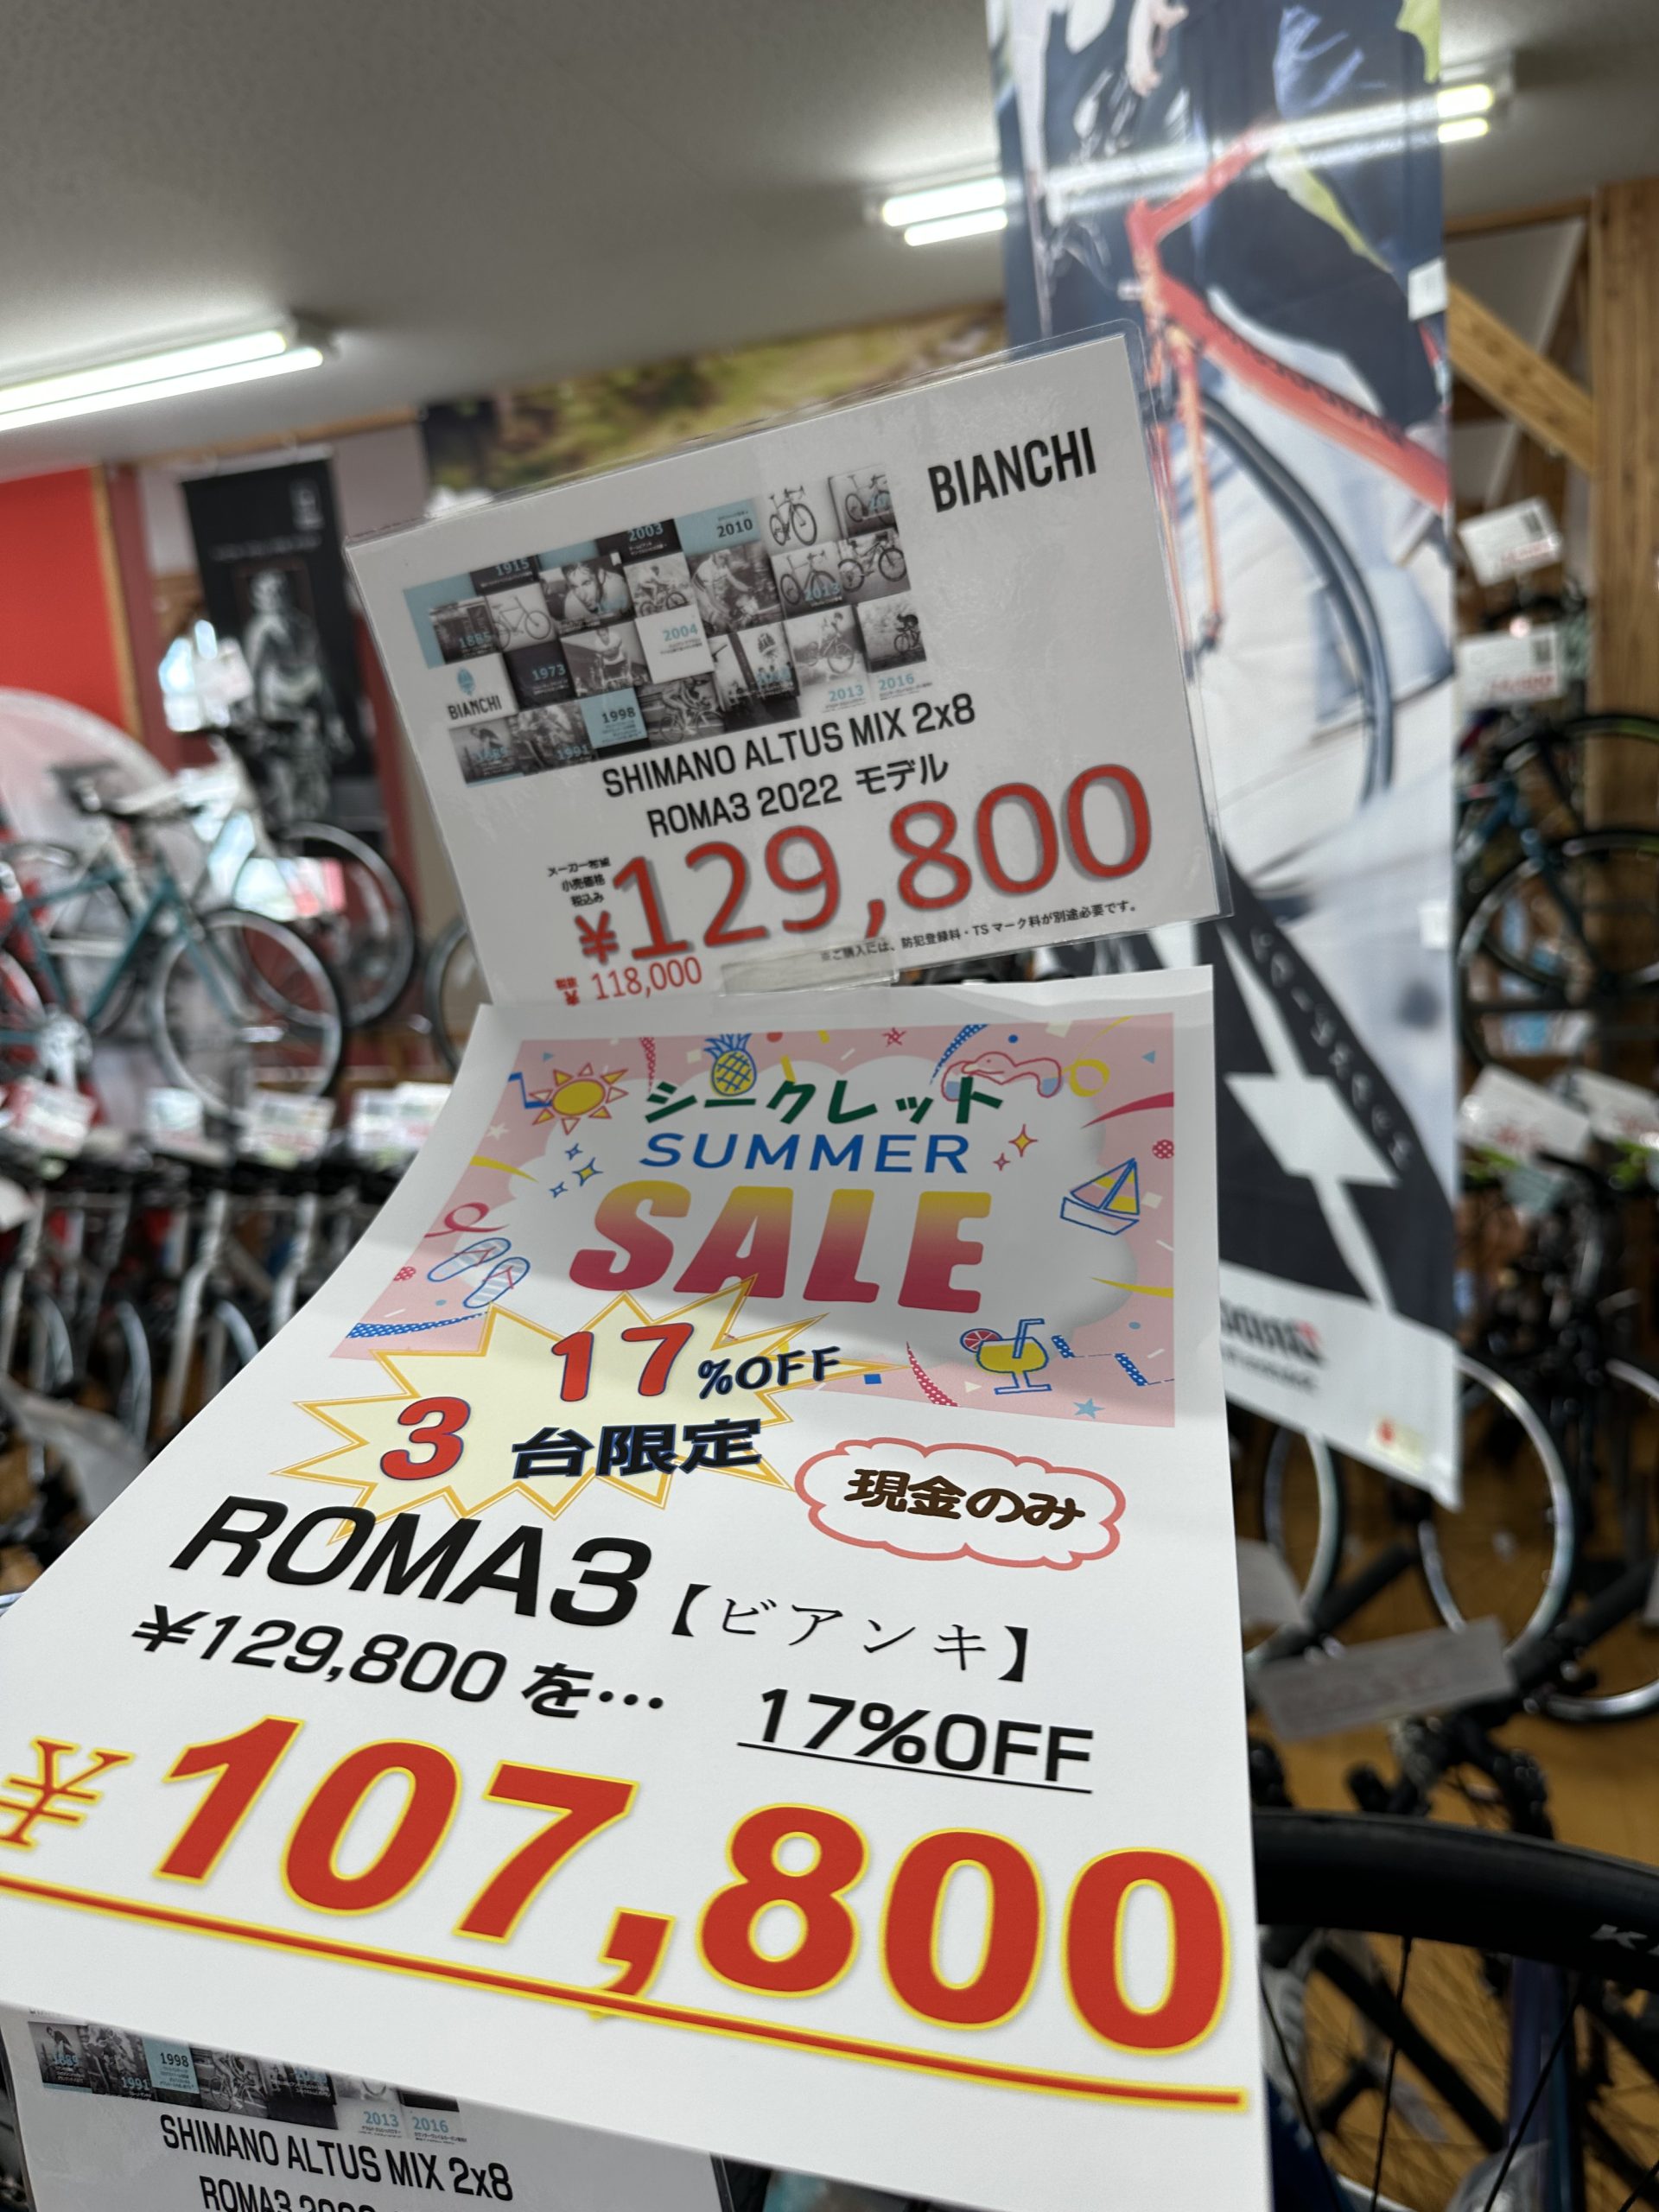 BIANCHI
1915
2003
2010
1885
1973
2004
2013
BIANCHI
1998
1991
2013
2016
SHIMANO ALTUS MIX 2x8
ROMA3 2022 モデル
メーカー希望
小売価格
税込み
¥129,800
118,000
※ご購入には、防犯登録料・TSマーク料が別途必要です。
シークレット
SUMMER
SALE
17%OFF
3台限定
現金のみ
ROMA3【ビアンキ】
¥129,800 を… 17%OFF
¥107,800
1998
1991
2013
2016
SHIMANO ALTUS MIX 2x8
ROMA3